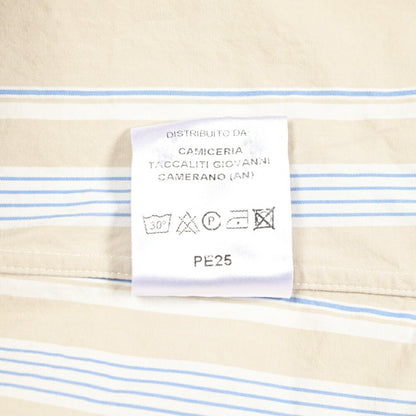 DISTRIBUITO DA:
CAMICERIA
TACCALITI GIOVANNI
CAMERANO (AN)
30° P
PE25